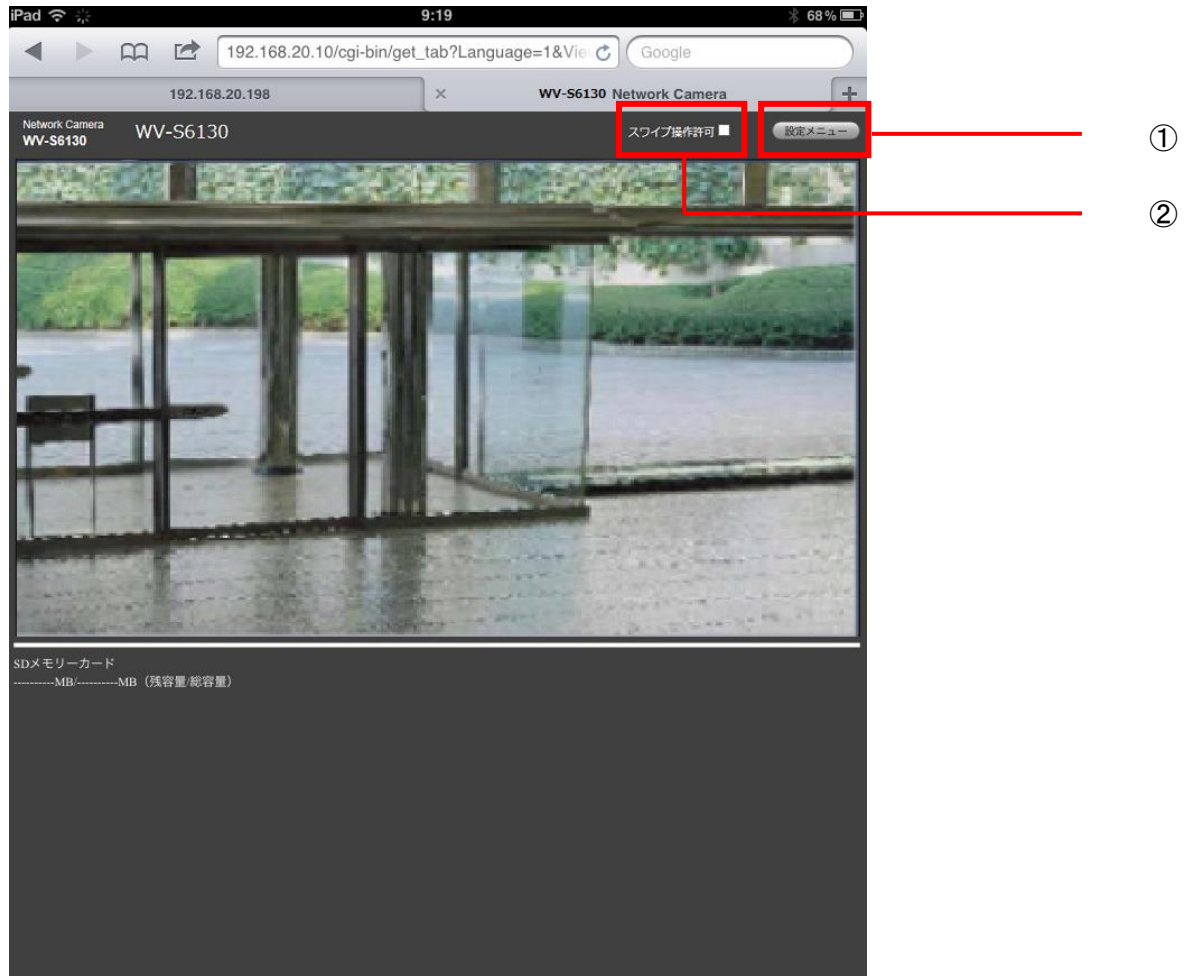 iPad 9:19 68%
192.168.20.10/cgi-bin/get_tab?Language=1&Vie Google
192.168.20.198 × WV-S6130 Network Camera +
Network Camera
WV-S6130
WV-S6130
スワイプ操作許可
設定メニュー
①
②
SDメモリーカード
----------MB/----------MB（残容量/総容量）